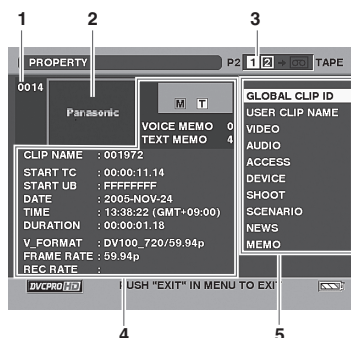 1 2 3
PROPERTY P2 1 2 → TAPE
0014
Panasonic
M T
VOICE MEMO 0
TEXT MEMO 4
CLIP NAME : 001972
START TC : 00:00:11.14
START UB : FFFFFFFF
DATE : 2005-NOV-24
TIME : 13:38:22 (GMT+09:00)
DURATION : 00:00:01.18
V_FORMAT : DV100_720/59.94p
FRAME RATE : 59.94p
REC RATE :
GLOBAL CLIP ID
USER CLIP NAME
VIDEO
AUDIO
ACCESS
DEVICE
SHOOT
SCENARIO
NEWS
MEMO
DVCPRO HD PUSH "EXIT" IN MENU TO EXIT
4 5